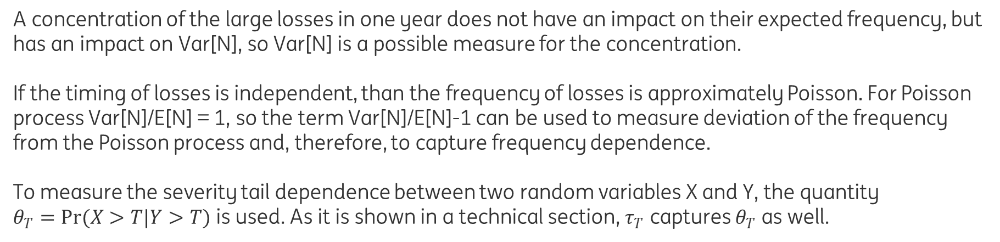 A concentration of the large losses in one year does not have an impact on their expected frequency, but
has an impact on Var[N], so Var[N] is a possible measure for the concentration.
If the timing of losses is independent, than the frequency of losses is approximately Poisson. For Poisson
process Var[N]/E[N] = 1, so the term Var[N]/E[N]-1 can be used to measure deviation of the frequency
from the Poisson process and, therefore, to capture frequency dependence.
To measure the severity tail dependence between two random variables X and Y, the quantity
θ_T = Pr(X > T|Y > T) is used. As it is shown in a technical section, τ_T captures θ_T as well.